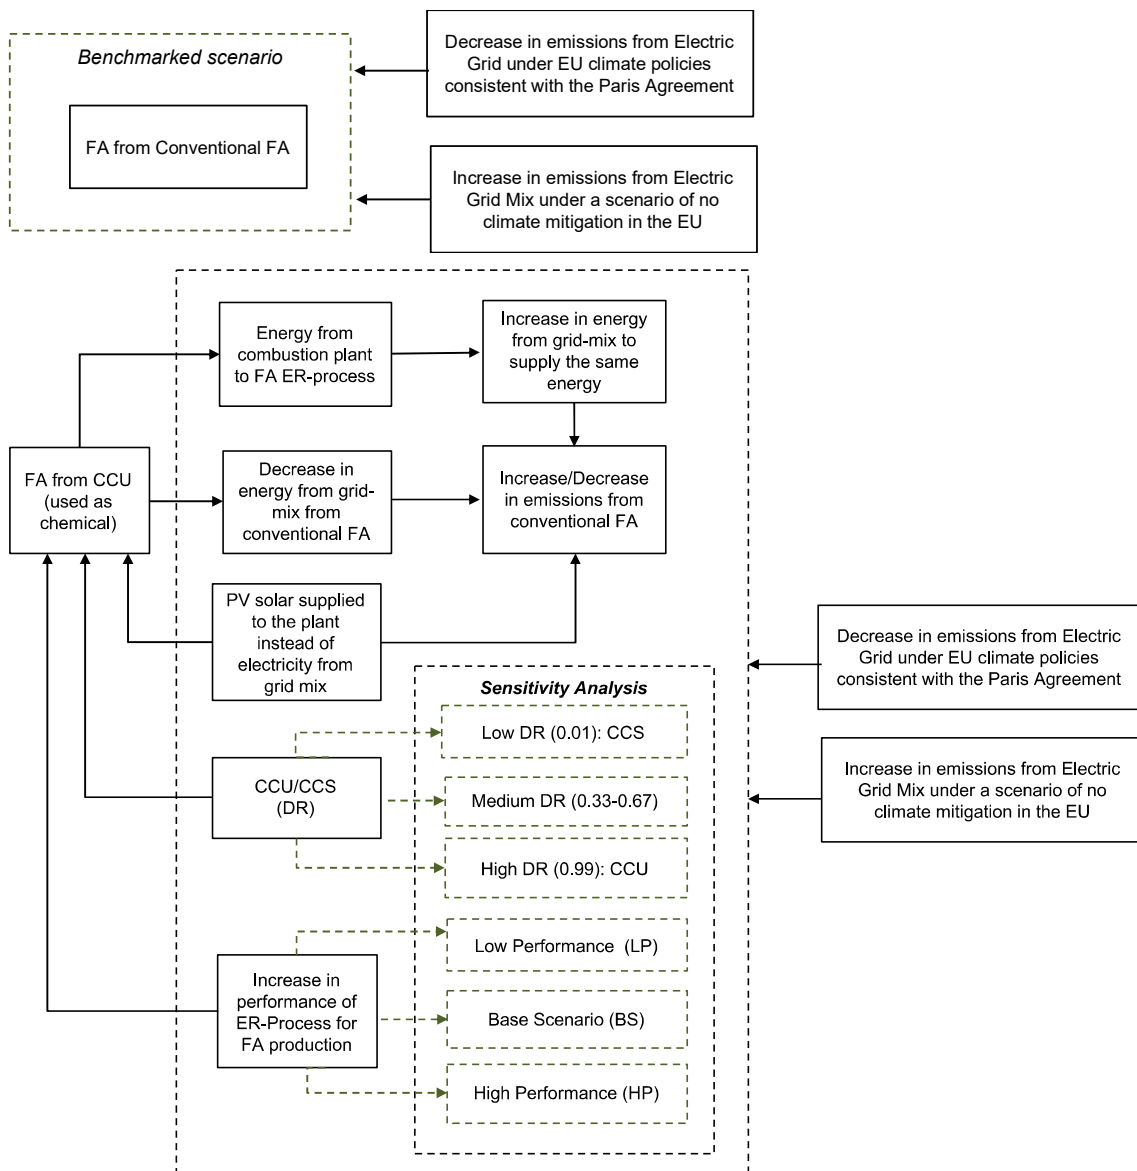 Benchmarked scenario
FA from Conventional FA
Decrease in emissions from Electric
Grid under EU climate policies
consistent with the Paris Agreement
Increase in emissions from Electric
Grid Mix under a scenario of no
climate mitigation in the EU
Energy from
combustion plant
to FA ER-process
Increase in energy
from grid-mix to
supply the same
energy
FA from CCU
(used as
chemical)
Decrease in
energy from grid-
mix from
conventional FA
Increase/Decrease
in emissions from
conventional FA
PV solar supplied
to the plant
instead of
electricity from
grid mix
Decrease in emissions from Electric
Grid under EU climate policies
consistent with the Paris Agreement
Increase in emissions from Electric
Grid Mix under a scenario of no
climate mitigation in the EU
Sensitivity Analysis
CCU/CCS
(DR)
Low DR (0.01): CCS
Medium DR (0.33-0.67)
High DR (0.99): CCU
Increase in
performance of
ER-Process for
FA production
Low Performance (LP)
Base Scenario (BS)
High Performance (HP)